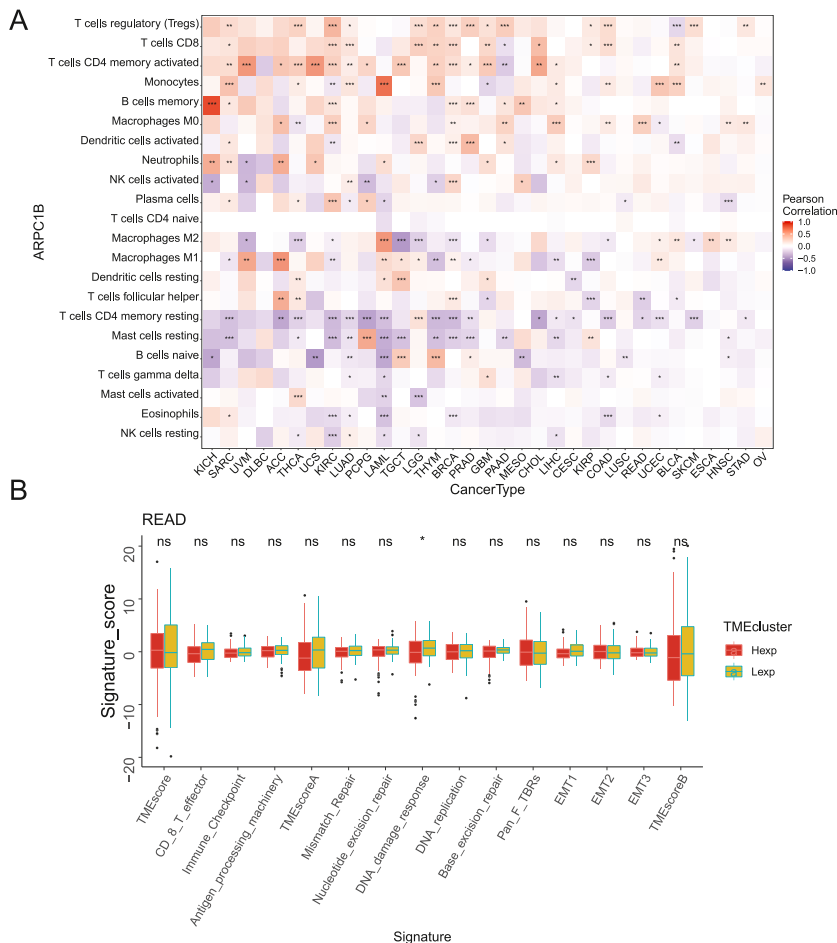 A
ARPC1B
T cells regulatory (Tregs)
T cells CD8
T cells CD4 memory activated
Monocytes
B cells memory
Macrophages M0
Dendritic cells activated
Neutrophils
NK cells activated
Plasma cells
T cells CD4 naive
Macrophages M2
Macrophages M1
Dendritic cells resting
T cells follicular helper
T cells CD4 memory resting
Mast cells resting
B cells naive
T cells gamma delta
Mast cells activated
Eosinophils
NK cells resting
KICH SARC UVM DLBC ACC THCA UCS KIRC LUAD PCPG LAML TGCT LGG THYM BRCA PRAD GBM PAAD MESO CHOL LIHC CESC KIRP COAD LUSC READ UCEC BLCA SKCM ESCA HNSC STAD OV
CancerType
Pearson
Correlation
1.0
0.5
0.0
−0.5
−1.0
B
READ
ns ns ns ns ns ns ns * ns ns ns ns ns ns ns
Signature_score
20
10
0
−10
−20
TMEscore CD_8_T_effector Immune_Checkpoint Antigen_processing_machinery TMEscoreA Mismatch_Repair Nucleotide_excision_repair DNA_damage_response DNA_replication Base_excision_repair Pan_F_TBRs EMT1 EMT2 EMT3 TMEscoreB
Signature
TMEcluster
Hexp
Lexp